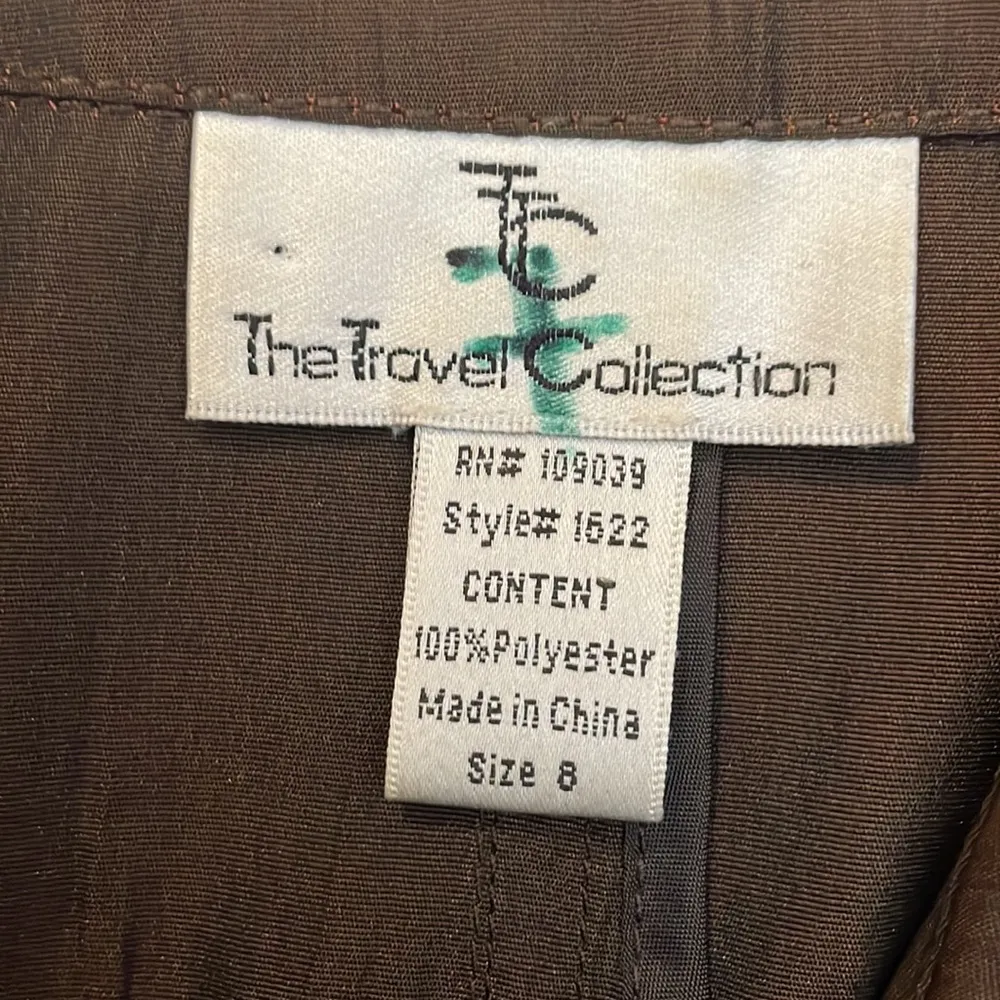 TTC
The Travel Collection
RN# 109039
Style# 1622
CONTENT
100%Polyester
Made in China
Size 8